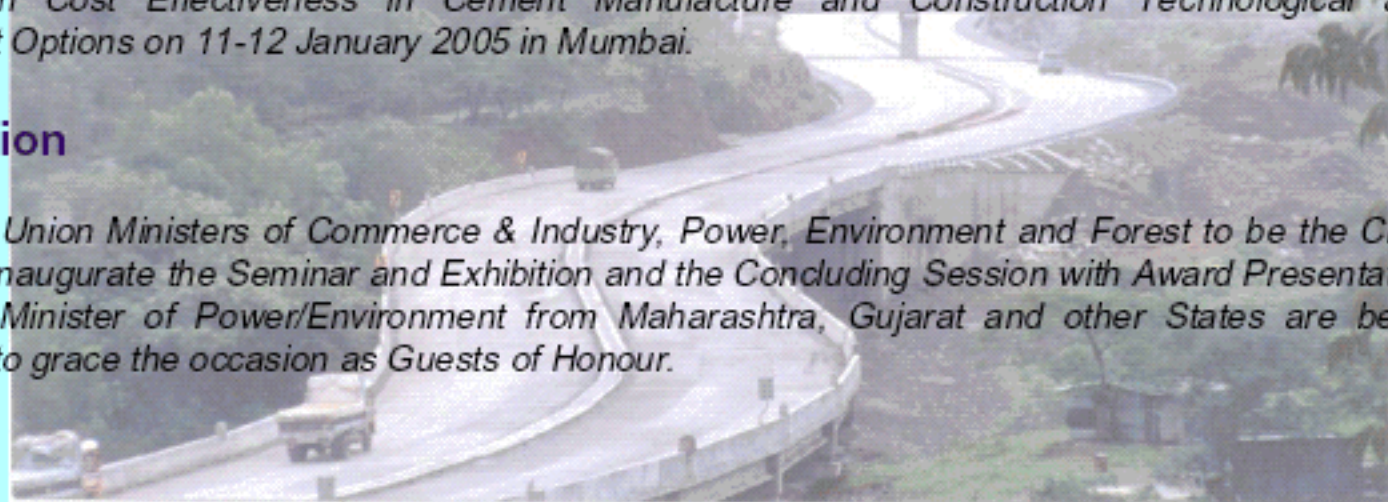 Cost Effectiveness in Cement Manufacture and Construction Technological
Options on 11-12 January 2005 in Mumbai.
ion
Union Ministers of Commerce & Industry, Power, Environment and Forest to be the C
naugurate the Seminar and Exhibition and the Concluding Session with Award Presenta
Minister of Power/Environment from Maharashtra, Gujarat and other States are be
to grace the occasion as Guests of Honour.